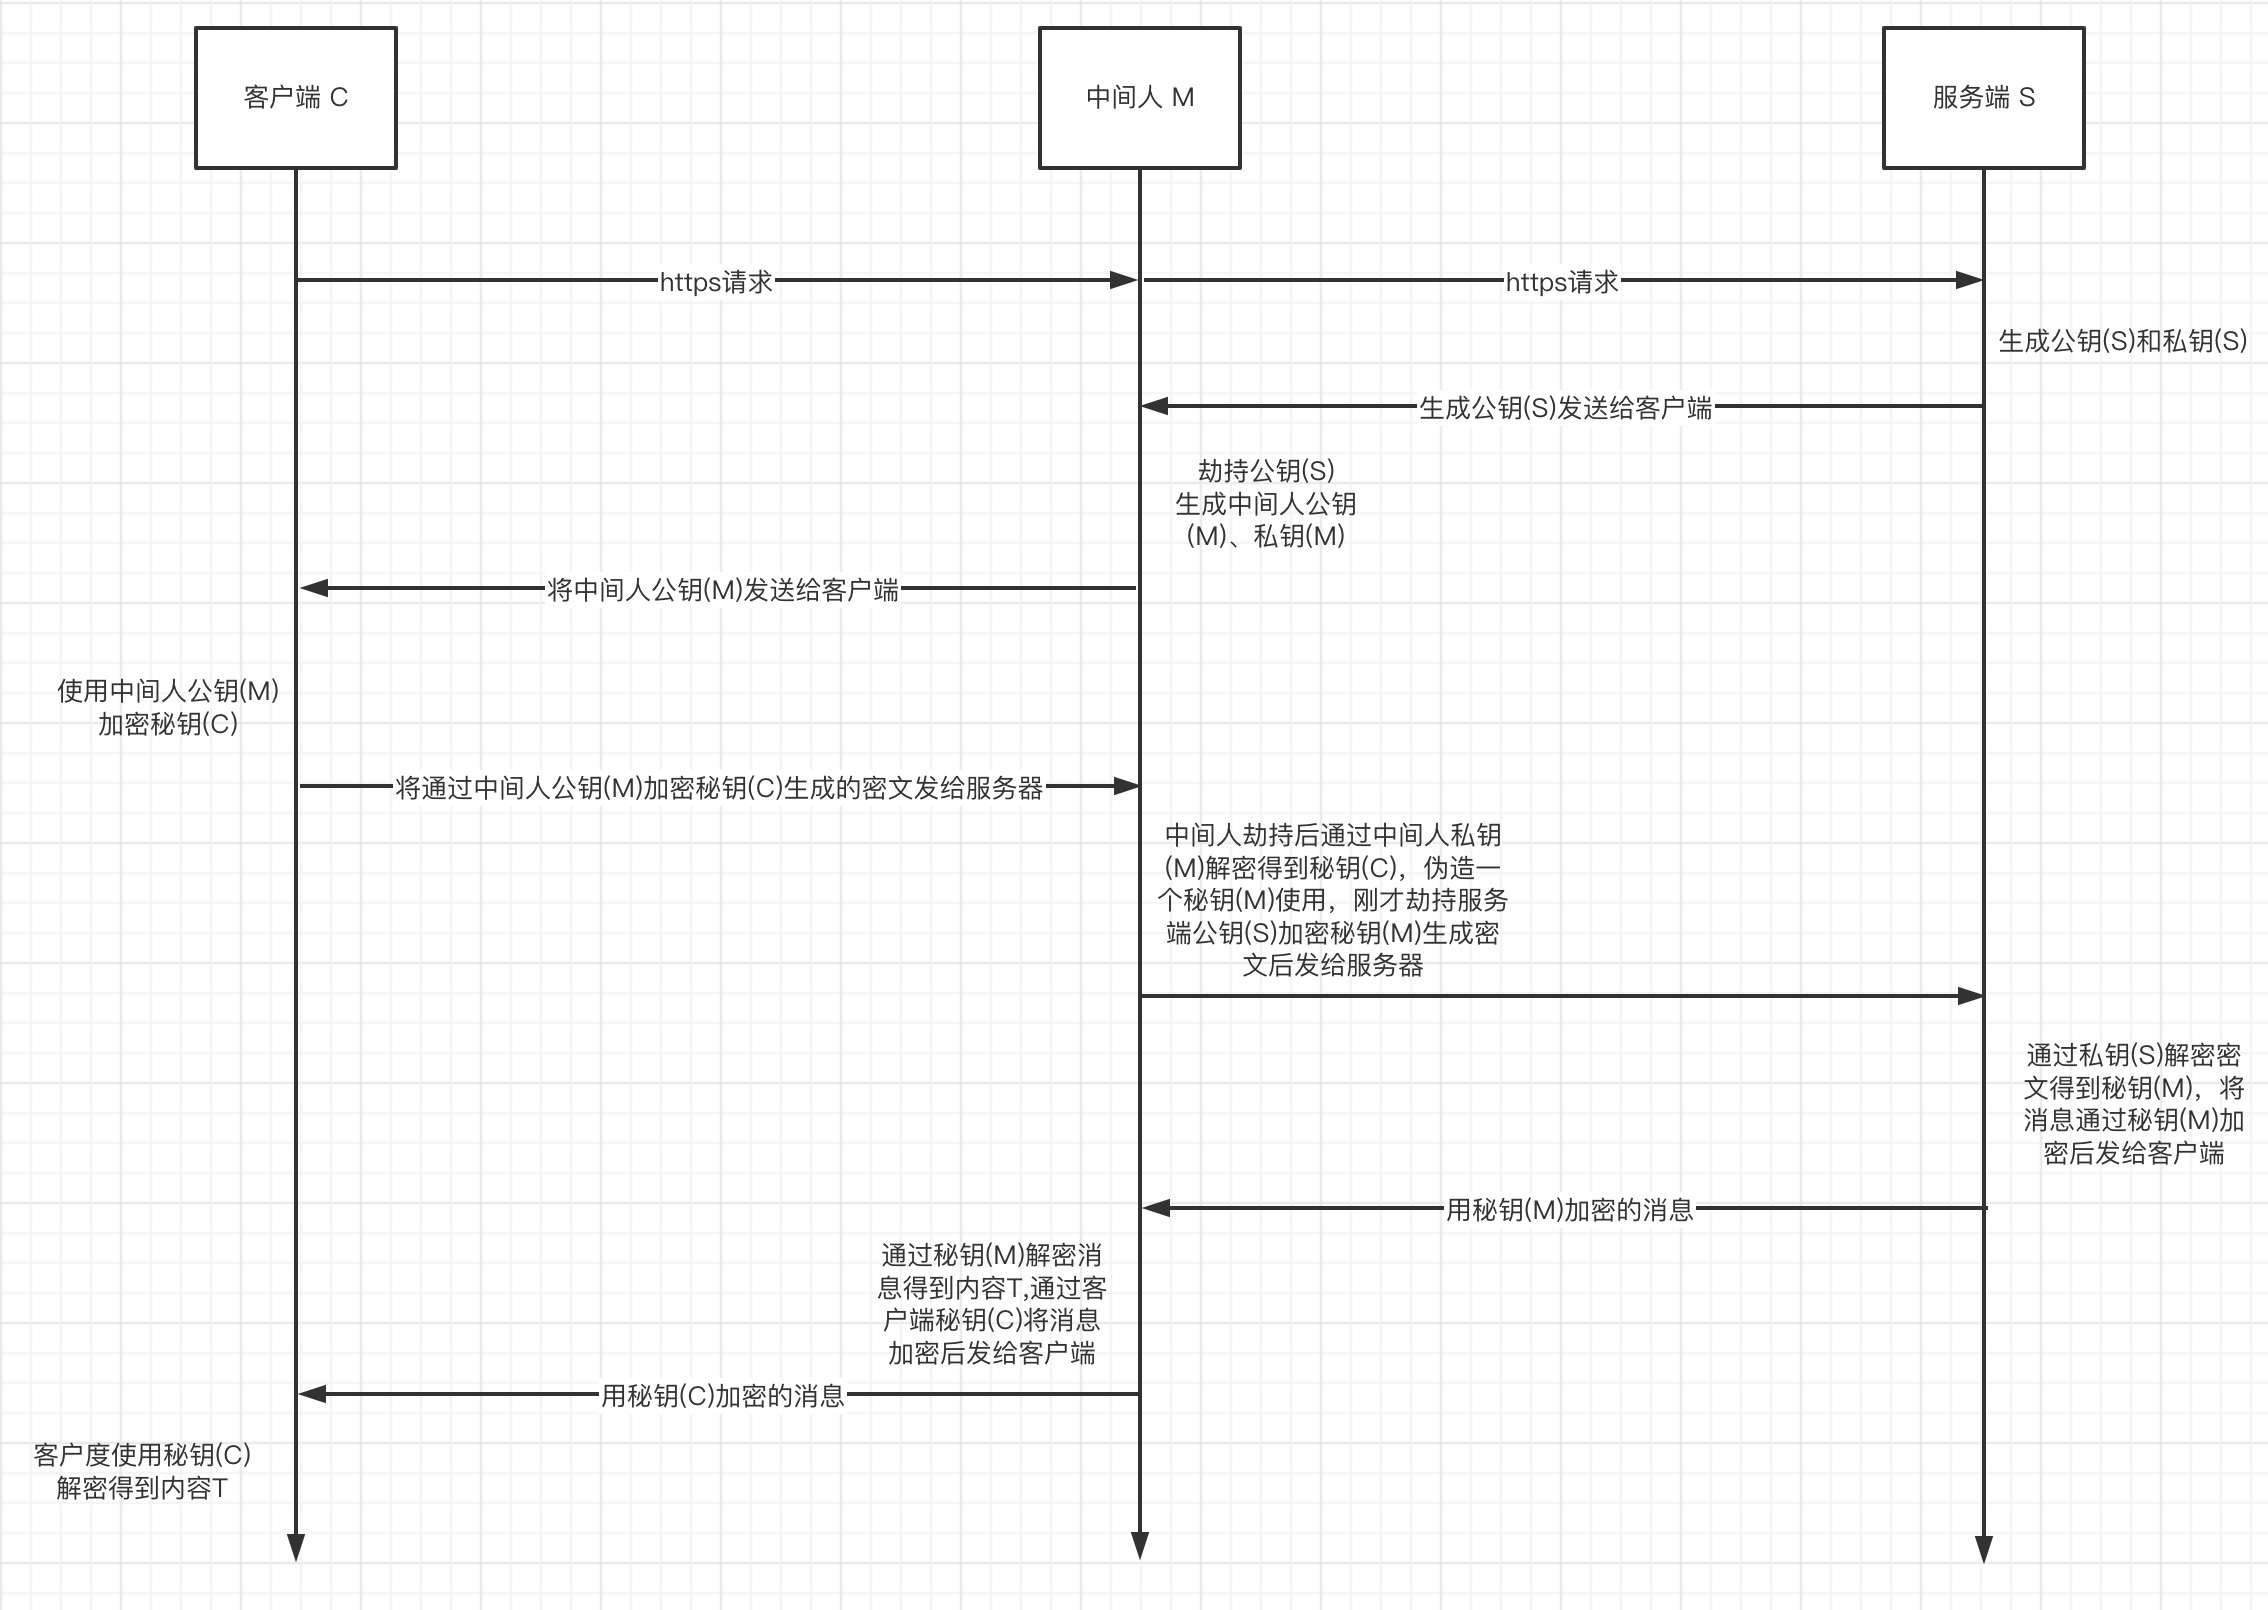 客户端 C
中间人 M
服务端 S
https请求
https请求
生成公钥(S)和私钥(S)
生成公钥(S)发送给客户端
劫持公钥(S)
生成中间人公钥
(M)、私钥(M)
将中间人公钥(M)发送给客户端
使用中间人公钥(M)
加密秘钥(C)
将通过中间人公钥(M)加密秘钥(C)生成的密文发给服务器
中间人劫持后通过中间人私钥
(M)解密得到秘钥(C)，伪造一
个秘钥(M)使用，刚才劫持服务
端公钥(S)加密秘钥(M)生成密
文后发给服务器
通过私钥(S)解密密
文得到秘钥(M)，将
消息通过秘钥(M)加
密后发给客户端
用秘钥(M)加密的消息
通过秘钥(M)解密消
息得到内容T,通过客
户端秘钥(C)将消息
加密后发给客户端
用秘钥(C)加密的消息
客户度使用秘钥(C)
解密得到内容T